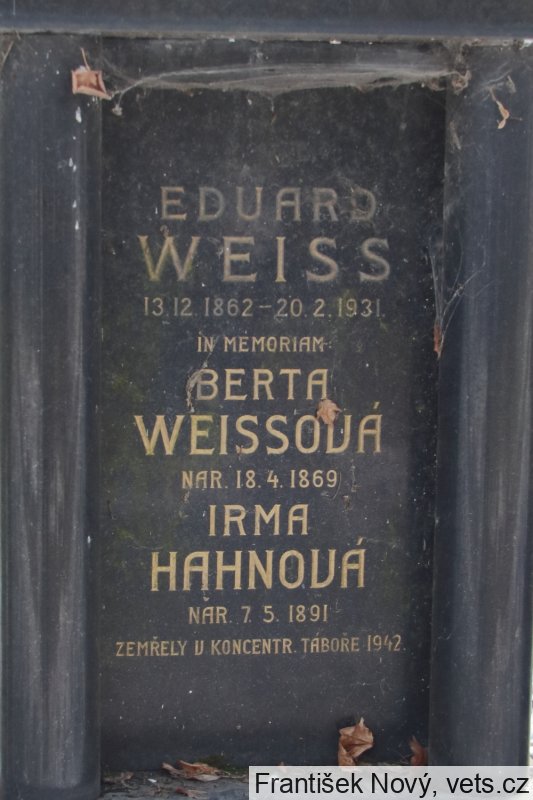 EDUARD
WEISS
13.12.1862 – 20.2.1931.
IN MEMORIAM
BERTA
WEISSOVÁ
NAR. 18.4.1869
IRMA
HAHNOVÁ
NAR. 7.5.1891
ZEMŘELY V KONCENTR. TÁBOŘE 1942.
František Nový, vets.cz